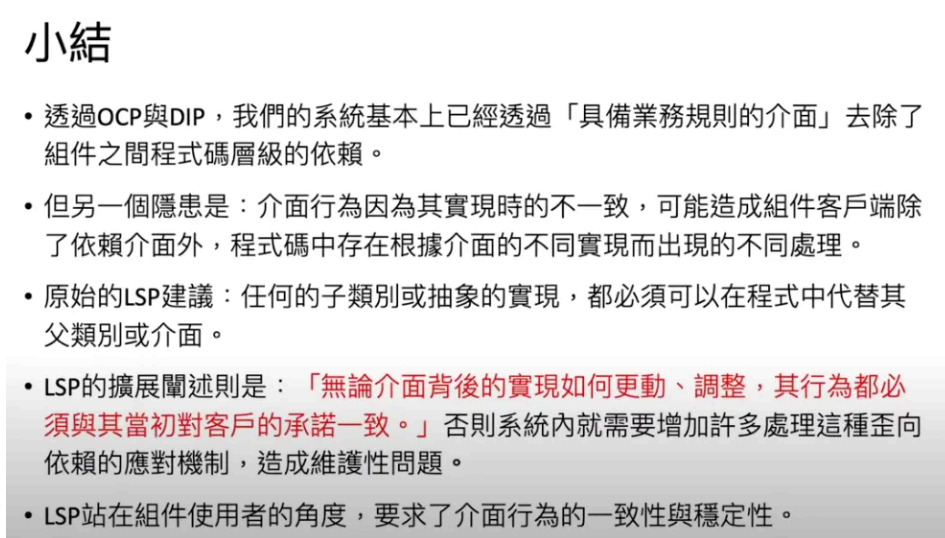 小結
• 透過OCP與DIP，我們的系統基本上已經透過「具備業務規則的介面」去除了
組件之間程式碼層級的依賴。
• 但另一個隱患是：介面行為因為其實現時的不一致，可能造成組件客戶端除
了依賴介面外，程式碼中存在根據介面的不同實現而出現的不同處理。
• 原始的LSP建議：任何的子類別或抽象的實現，都必須可以在程式中代替其
父類別或介面。
• LSP的擴展闡述則是：「無論介面背後的實現如何更動、調整，其行為都必
須與其當初對客戶的承諾一致。」否則系統內就需要增加許多處理這種歪向
依賴的應對機制，造成維護性問題。
• LSP站在組件使用者的角度，要求了介面行為的一致性與穩定性。